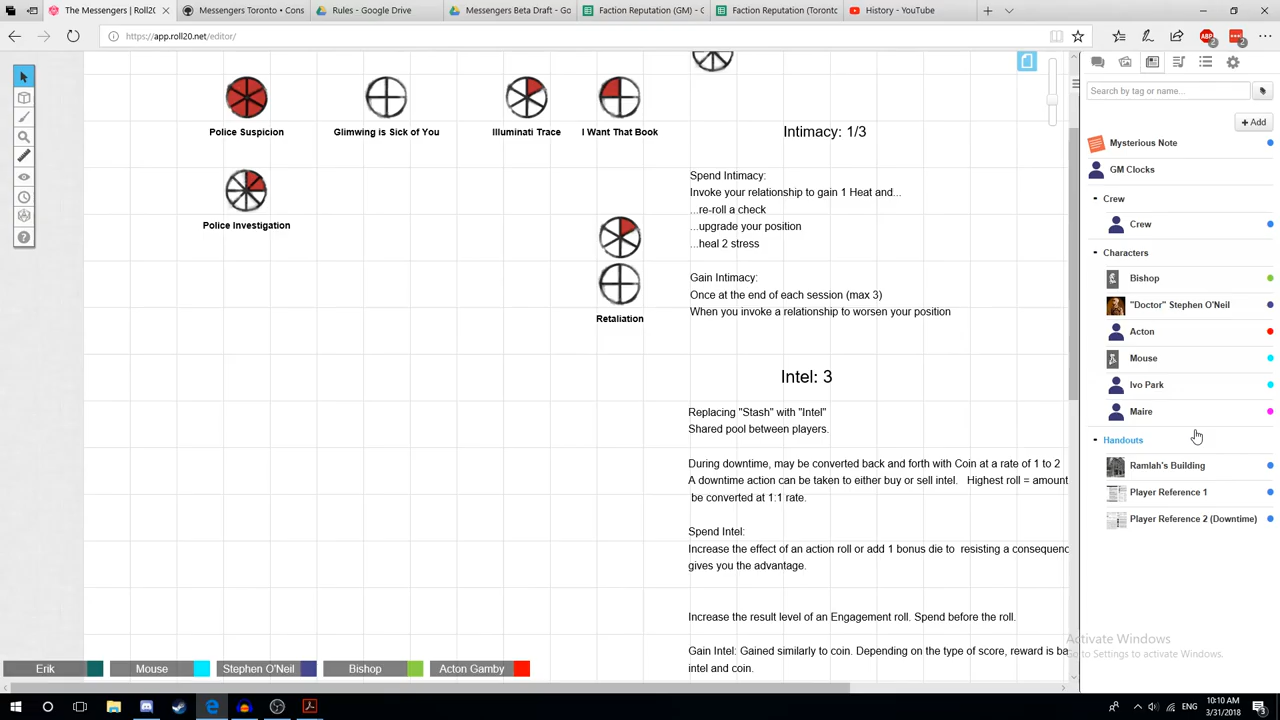 The Messengers | Roll20
Messengers Toronto • Cons
Rules - Google Drive
Messengers Beta Draft - Go
Faction Reputation (GM) - G
Faction Reputation (Toronto
History - YouTube
https://app.roll20.net/editor/
ABP
2
2
Police Suspicion
Glimwing is Sick of You
Illuminati Trace
I Want That Book
Police Investigation
Retaliation
Intimacy: 1/3
Spend Intimacy:
Invoke your relationship to gain 1 Heat and...
...re-roll a check
...upgrade your position
...heal 2 stress
Gain Intimacy:
Once at the end of each session (max 3)
When you invoke a relationship to worsen your position
Intel: 3
Replacing "Stash" with "Intel"
Shared pool between players.
During downtime, may be converted back and forth with Coin at a rate of 1 to 2
A downtime action can be taken to either buy or sell intel. Highest roll = amount
be converted at 1:1 rate.
Spend Intel:
Increase the effect of an action roll or add 1 bonus die to resisting a consequenc
gives you the advantage.
Increase the result level of an Engagement roll. Spend before the roll.
Gain Intel: Gained similarly to coin. Depending on the type of score, reward is ba
intel and coin.
Search by tag or name...
+ Add
Mysterious Note
GM Clocks
Crew
Crew
Characters
Bishop
"Doctor" Stephen O'Neil
Acton
Mouse
Ivo Park
Maire
Handouts
Ramlah's Building
Player Reference 1
Player Reference 2 (Downtime)
Activate Windows
Go to Settings to activate Windows.
Erik
Mouse
Stephen O'Neil
Bishop
Acton Gamby
ENG
10:10 AM
3/31/2018
3